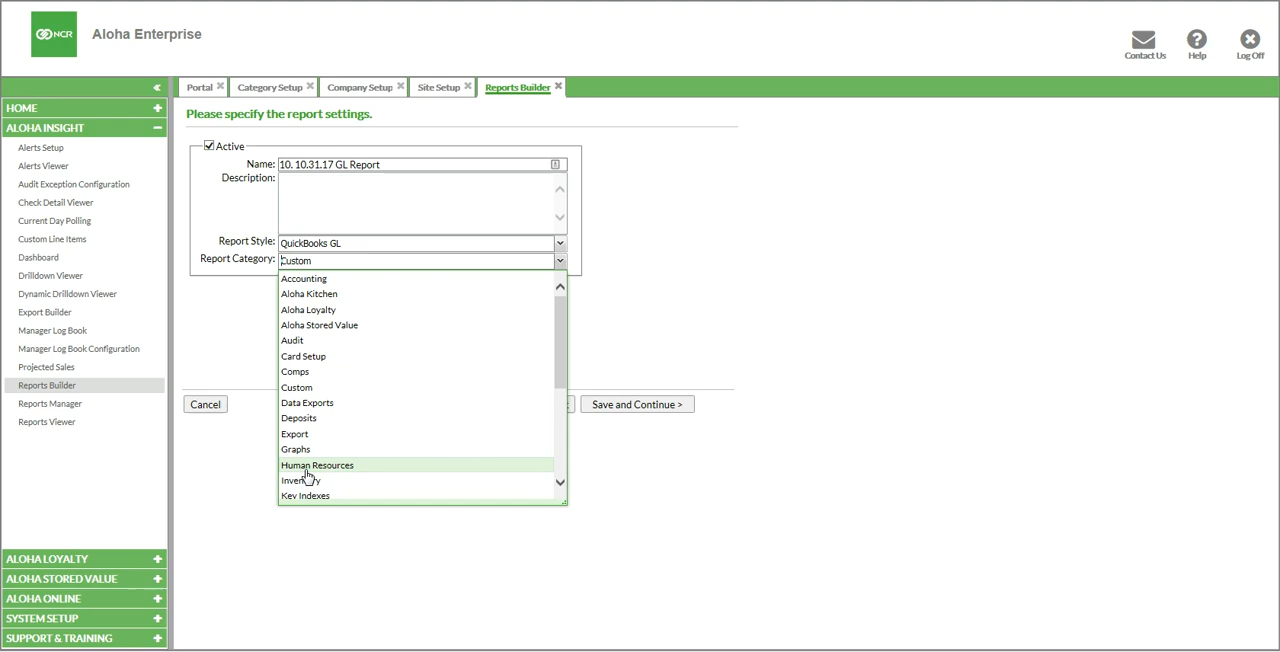 NCR
Aloha Enterprise
Contact Us
Help
Log Off
«
Portal
Category Setup
Company Setup
Site Setup
Reports Builder
HOME
ALOHA INSIGHT
Alerts Setup
Alerts Viewer
Audit Exception Configuration
Check Detail Viewer
Current Day Polling
Custom Line Items
Dashboard
Drilldown Viewer
Dynamic Drilldown Viewer
Export Builder
Manager Log Book
Manager Log Book Configuration
Projected Sales
Reports Builder
Reports Manager
Reports Viewer
ALOHA LOYALTY
ALOHA STORED VALUE
ALOHA ONLINE
SYSTEM SETUP
SUPPORT & TRAINING
Please specify the report settings.
Active
Name: 10. 10.31.17 GL Report
Description:
Report Style: QuickBooks GL
Report Category: Custom
Accounting
Aloha Kitchen
Aloha Loyalty
Aloha Stored Value
Audit
Card Setup
Comps
Custom
Data Exports
Deposits
Export
Graphs
Human Resources
Inventory
Key Indexes
Cancel
Save and Continue >